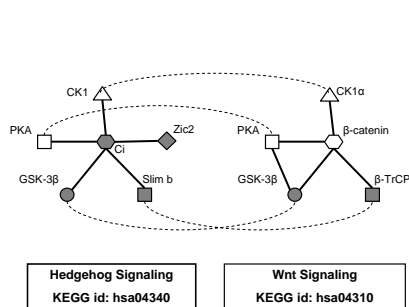 CK1
CK1α
PKA
Zic2
PKA
β-catenin
Ci
GSK-3β
Slim b
GSK-3β
β-TrCP
Hedgehog Signaling
KEGG id: hsa04340
Wnt Signaling
KEGG id: hsa04310